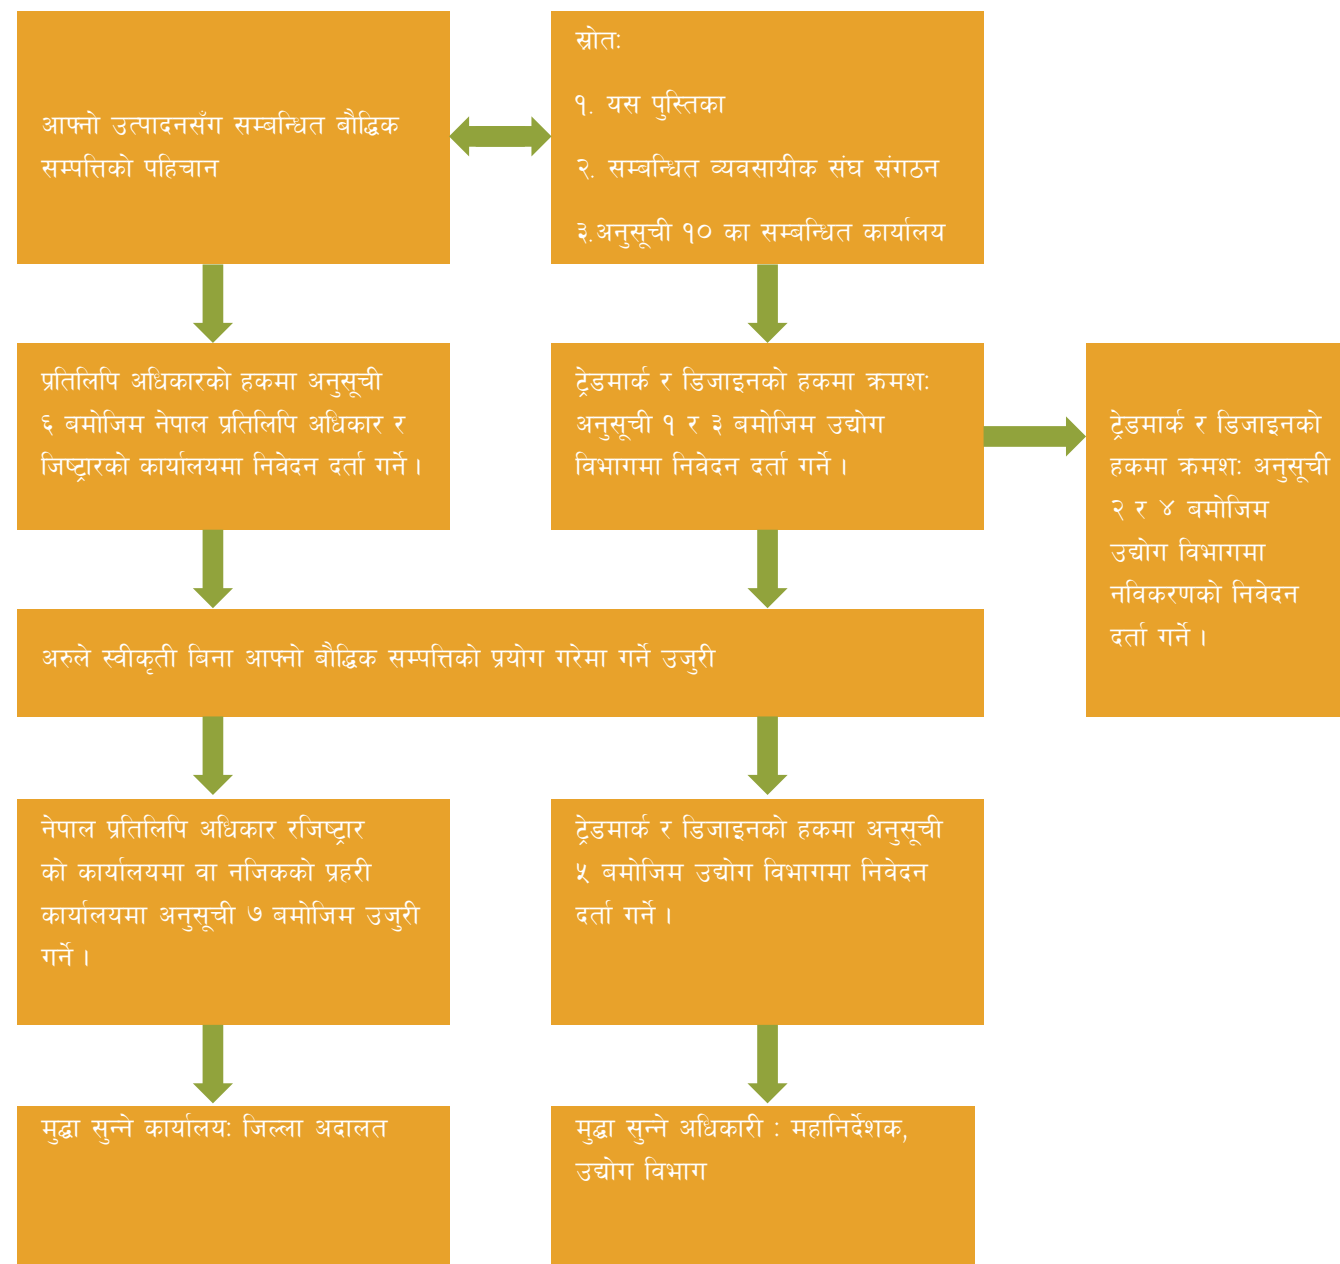 आफ्नो उत्पादनसँग सम्बन्धित बौद्धिक
सम्पत्तिको पहिचान
स्रोत:
१. यस पुस्तिका
२. सम्बन्धित व्यवसायीक संघ संगठन
३.अनुसूची १० का सम्बन्धित कार्यालय
प्रतिलिपि अधिकारको हकमा अनुसूची
६ बमोजिम नेपाल प्रतिलिपि अधिकार र
जिष्ट्रारको कार्यालयमा निवेदन दर्ता गर्ने।
ट्रेडमार्क र डिजाइनको हकमा क्रमश:
अनुसूची १ र ३ बमोजिम उद्योग
विभागमा निवेदन दर्ता गर्ने।
ट्रेडमार्क र डिजाइनको
हकमा क्रमश: अनुसूची
२ र ४ बमोजिम
उद्योग विभागमा
नविकरणको निवेदन
दर्ता गर्ने।
अरुले स्वीकृती बिना आफ्नो बौद्धिक सम्पत्तिको प्रयोग गरेमा गर्ने उजुरी
नेपाल प्रतिलिपि अधिकार रजिष्ट्रार
को कार्यालयमा वा नजिकको प्रहरी
कार्यालयमा अनुसूची ७ बमोजिम उजुरी
गर्ने।
ट्रेडमार्क र डिजाइनको हकमा अनुसूची
५ बमोजिम उद्योग विभागमा निवेदन
दर्ता गर्ने।
मुद्धा सुन्ने कार्यालय: जिल्ला अदालत
मुद्धा सुन्ने अधिकारी : महानिर्देशक,
उद्योग विभाग